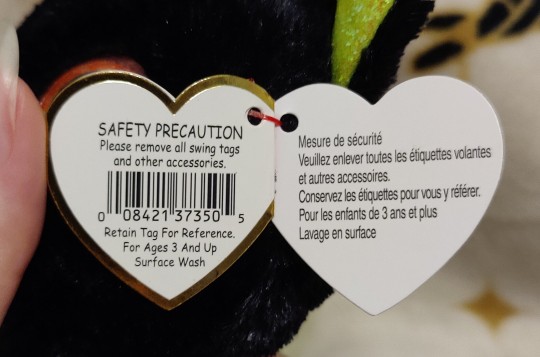 SAFETY PRECAUTION
Please remove all swing tags
and other accessories.
0 08421 37350 5
Retain Tag For Reference.
For Ages 3 And Up
Surface Wash
Mesure de sécurité
Veuillez enlever toutes les étiquettes volantes
et autres accessoires.
Conservez les étiquettes pour vous y référer.
Pour les enfants de 3 ans et plus
Lavage en surface